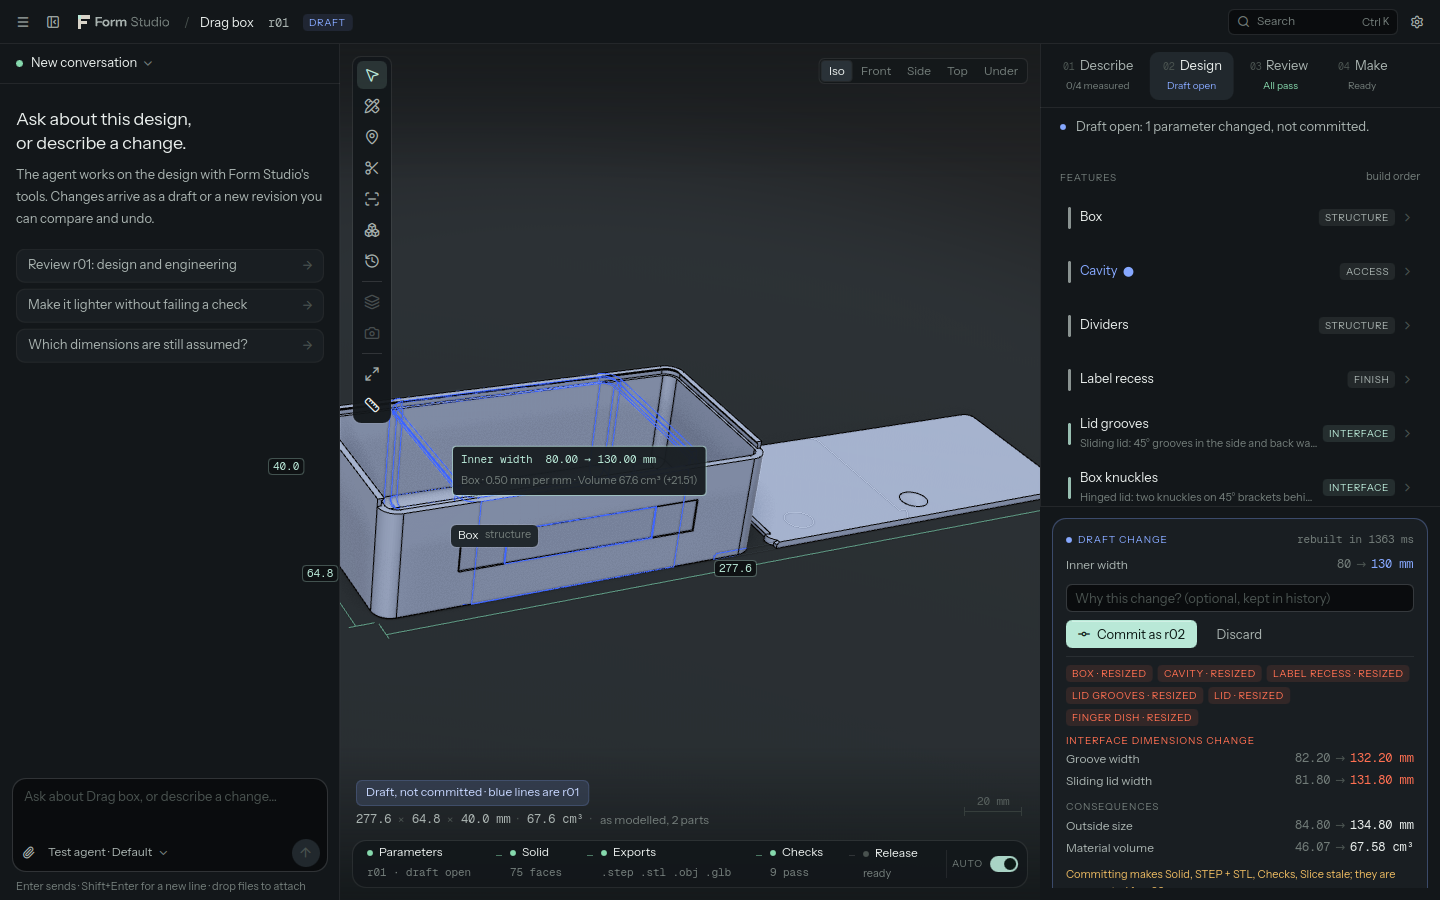 Form Studio / Drag box r01 DRAFT
Search Ctrl K
New conversation
Ask about this design,
or describe a change.
The agent works on the design with Form Studio's
tools. Changes arrive as a draft or a new revision you
can compare and undo.
Review r01: design and engineering →
Make it lighter without failing a check →
Which dimensions are still assumed? →
Ask about Drag box, or describe a change...
Test agent · Default
Enter sends · Shift+Enter for a new line · drop files to attach
Iso Front Side Top Under
40.0
64.8
277.6
Inner width 80.00 → 130.00 mm
Box · 0.50 mm per mm · Volume 67.6 cm³ (+21.51)
Box structure
Draft, not committed · blue lines are r01
277.6 × 64.8 × 40.0 mm · 67.6 cm³ · as modelled, 2 parts
20 mm
Parameters
r01 · draft open
Solid
75 faces
Exports
.step .stl .obj .glb
Checks
9 pass
Release
ready
AUTO
01 Describe
0/4 measured
02 Design
Draft open
03 Review
All pass
04 Make
Ready
Draft open: 1 parameter changed, not committed.
FEATURES build order
Box STRUCTURE
Cavity ACCESS
Dividers STRUCTURE
Label recess FINISH
Lid grooves INTERFACE
Sliding lid: 45° grooves in the side and back wa...
Box knuckles INTERFACE
Hinged lid: two knuckles on 45° brackets behi...
DRAFT CHANGE rebuilt in 1363 ms
Inner width 80 → 130 mm
Why this change? (optional, kept in history)
Commit as r02 Discard
BOX · RESIZED CAVITY · RESIZED LABEL RECESS · RESIZED
LID GROOVES · RESIZED LID · RESIZED
FINGER DISH · RESIZED
INTERFACE DIMENSIONS CHANGE
Groove width 82.20 → 132.20 mm
Sliding lid width 81.80 → 131.80 mm
CONSEQUENCES
Outside size 84.80 → 134.80 mm
Material volume 46.07 → 67.58 cm³
Committing makes Solid, STEP + STL, Checks, Slice stale; they are